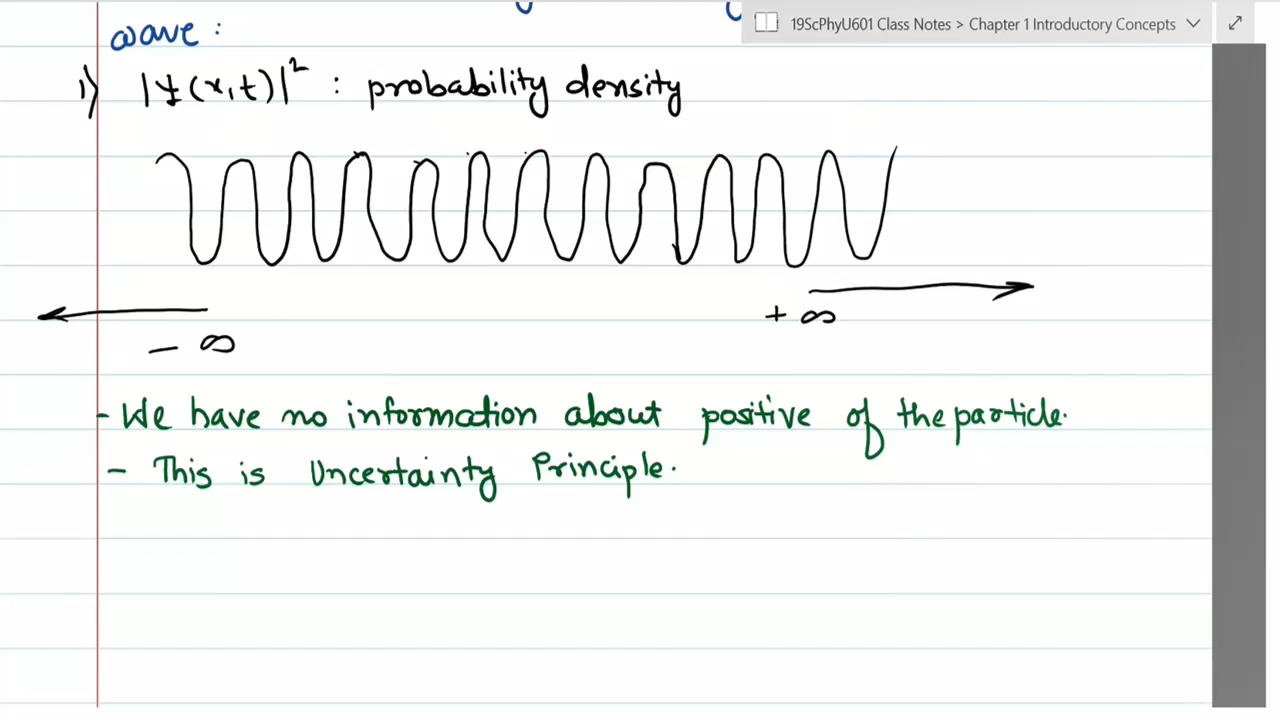 19ScPhyU601 Class Notes > Chapter 1 Introductory Concepts
wave :
1) |Ψ(x,t)|² : probability density
+ ∞
- ∞
- We have no information about positive of the particle.
- This is Uncertainty Principle.